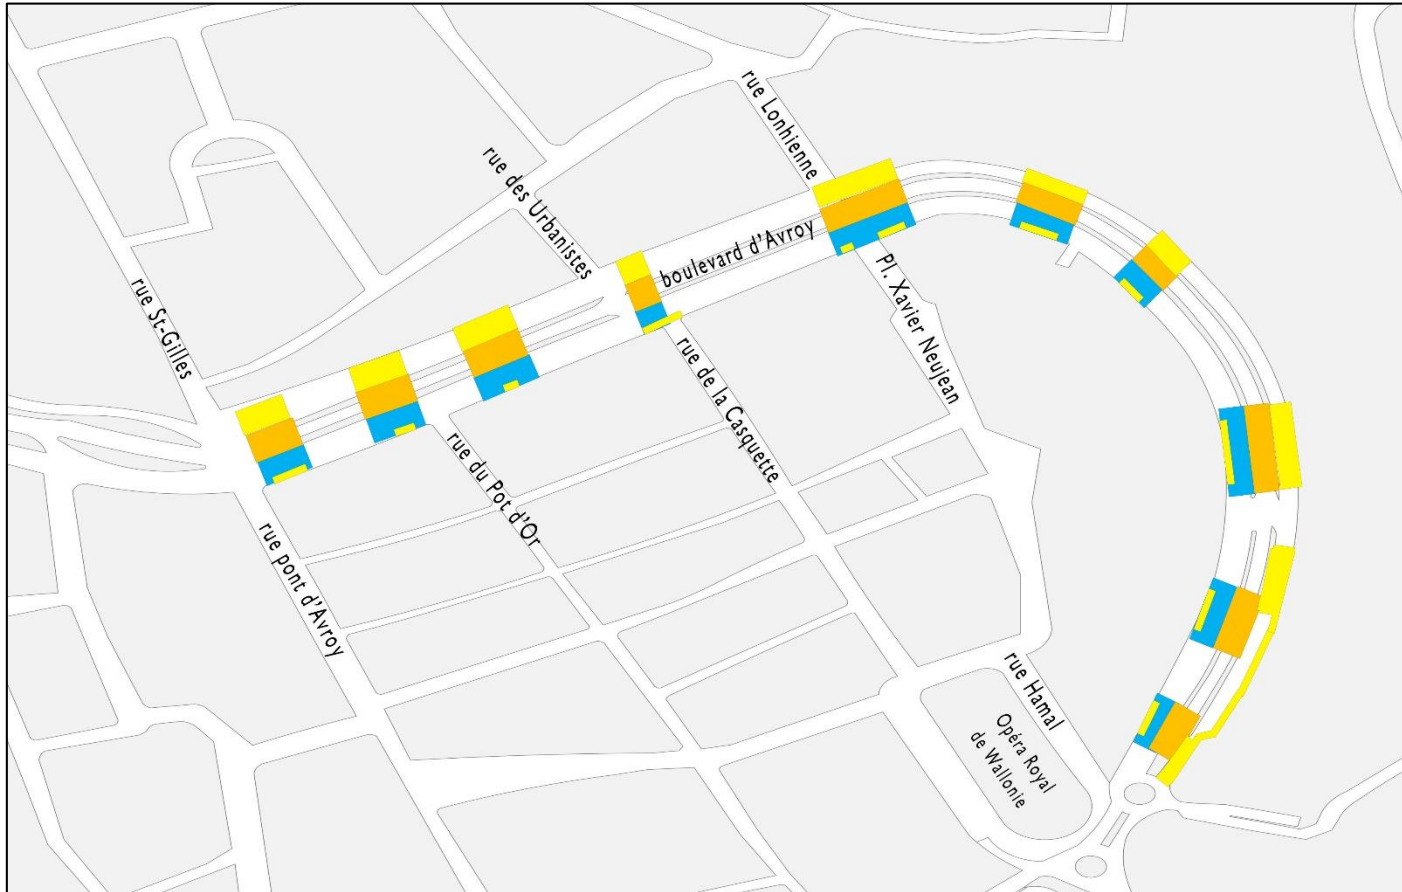 rue Lonhienne
rue des Urbanistes
boulevard d'Avroy
rue St-Gilles
Pl. Xavier Neujean
rue de la Casquette
rue du Pot d'Or
rue pont d'Avroy
rue Hamal
Opéra Royal
de Wallonie